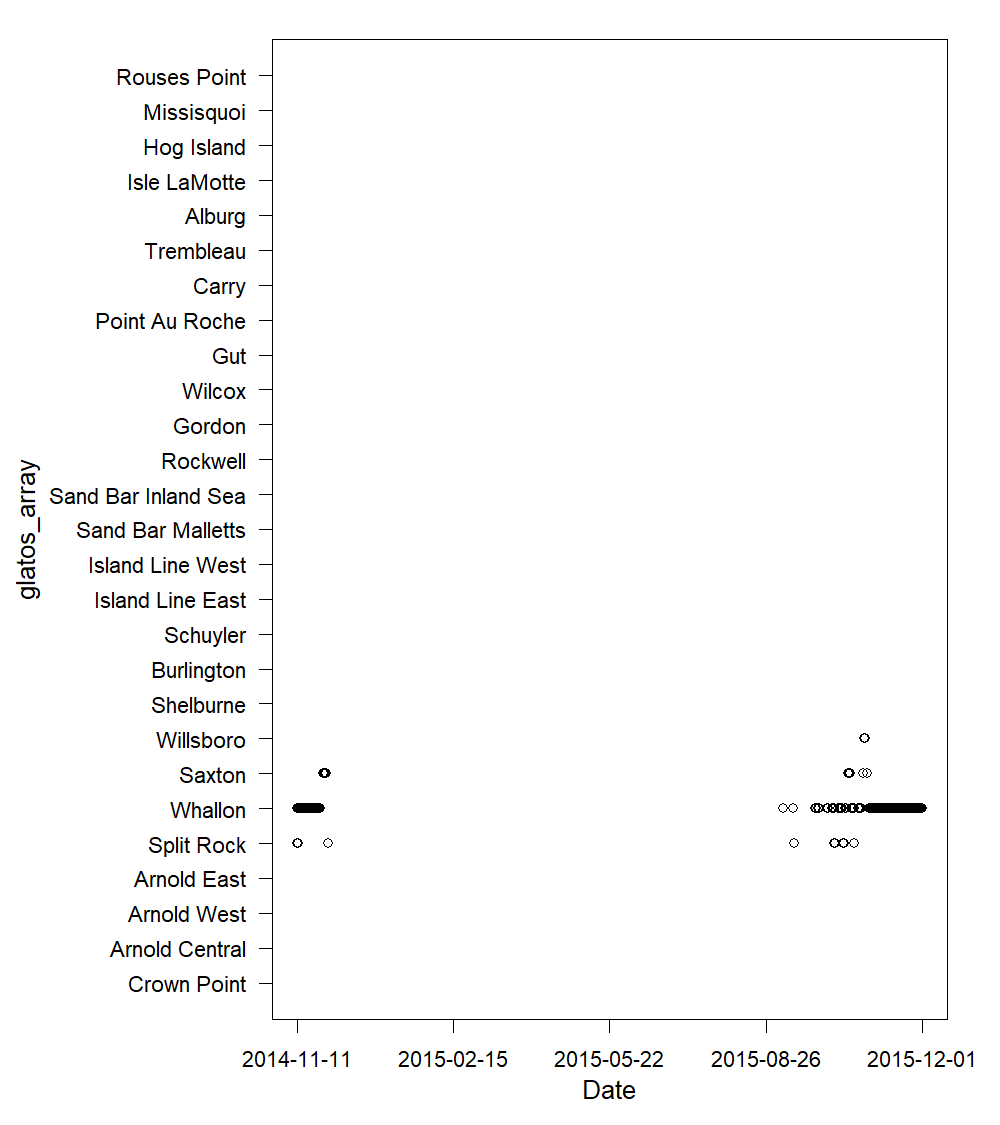 Rouses Point
Missisquoi
Hog Island
Isle LaMotte
Alburg
Trembleau
Carry
Point Au Roche
Gut
Wilcox
Gordon
Rockwell
Sand Bar Inland Sea
Sand Bar Malletts
Island Line West
Island Line East
Schuyler
Burlington
Shelburne
Willsboro
Saxton
Whallon
Split Rock
Arnold East
Arnold West
Arnold Central
Crown Point
glatos_array
2014-11-11 2015-02-15 2015-05-22 2015-08-26 2015-12-01
Date